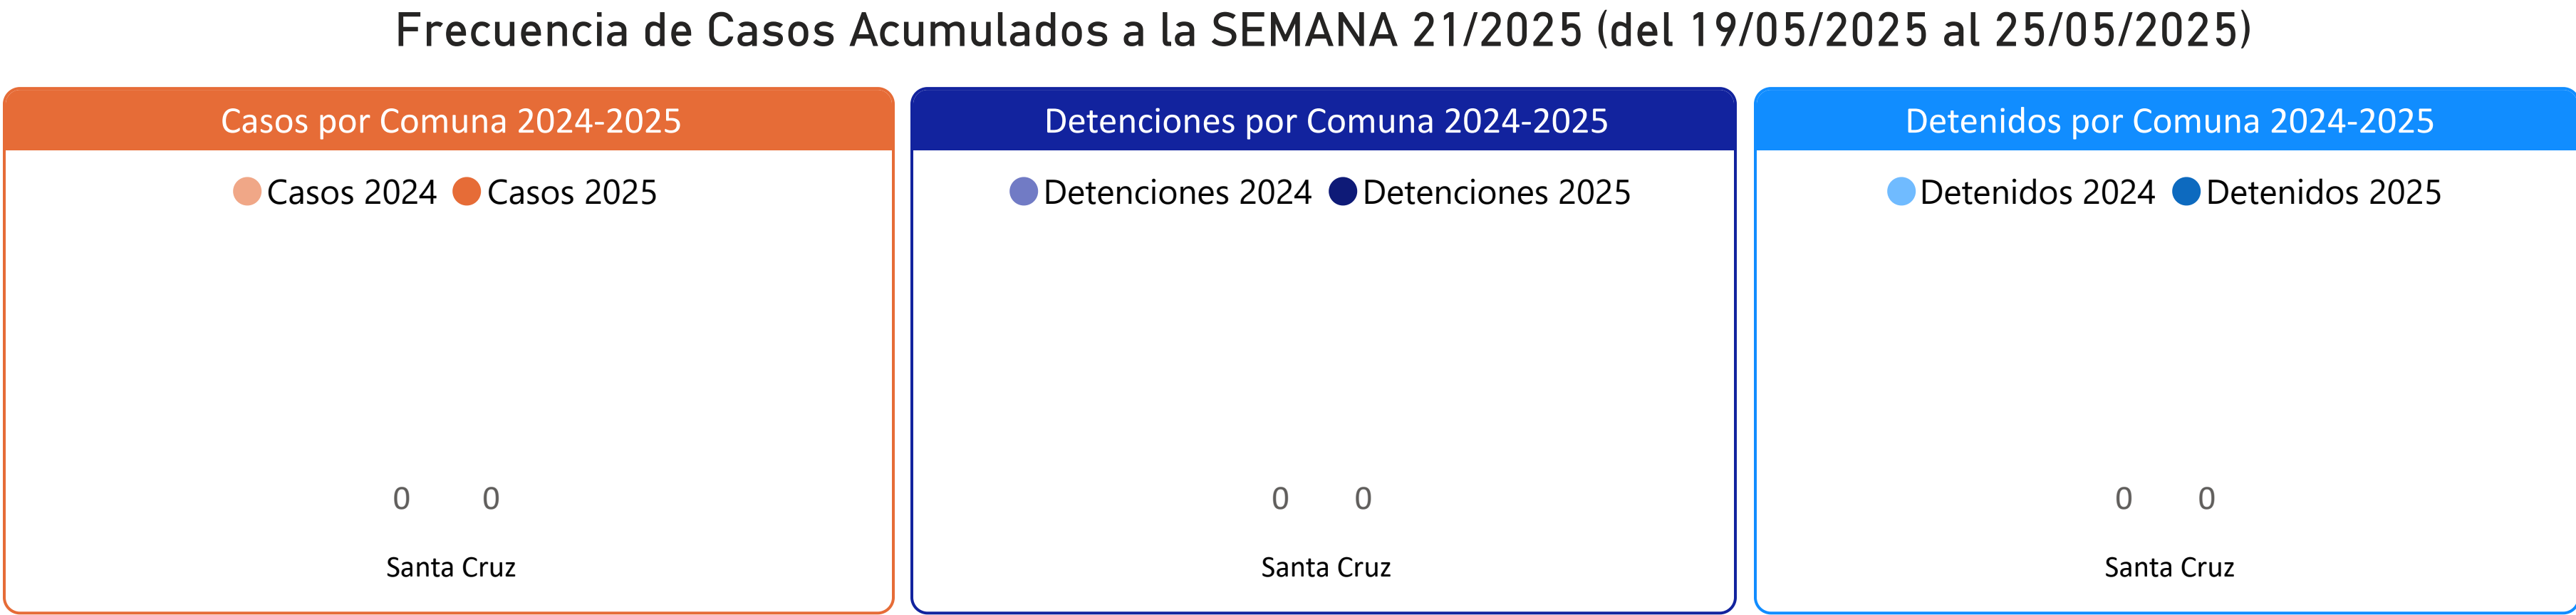 Frecuencia de Casos Acumulados a la SEMANA 21/2025 (del 19/05/2025 al 25/05/2025)
Casos por Comuna 2024-2025
Casos 2024 Casos 2025
0 0
Santa Cruz
Detenciones por Comuna 2024-2025
Detenciones 2024 Detenciones 2025
0 0
Santa Cruz
Detenidos por Comuna 2024-2025
Detenidos 2024 Detenidos 2025
0 0
Santa Cruz